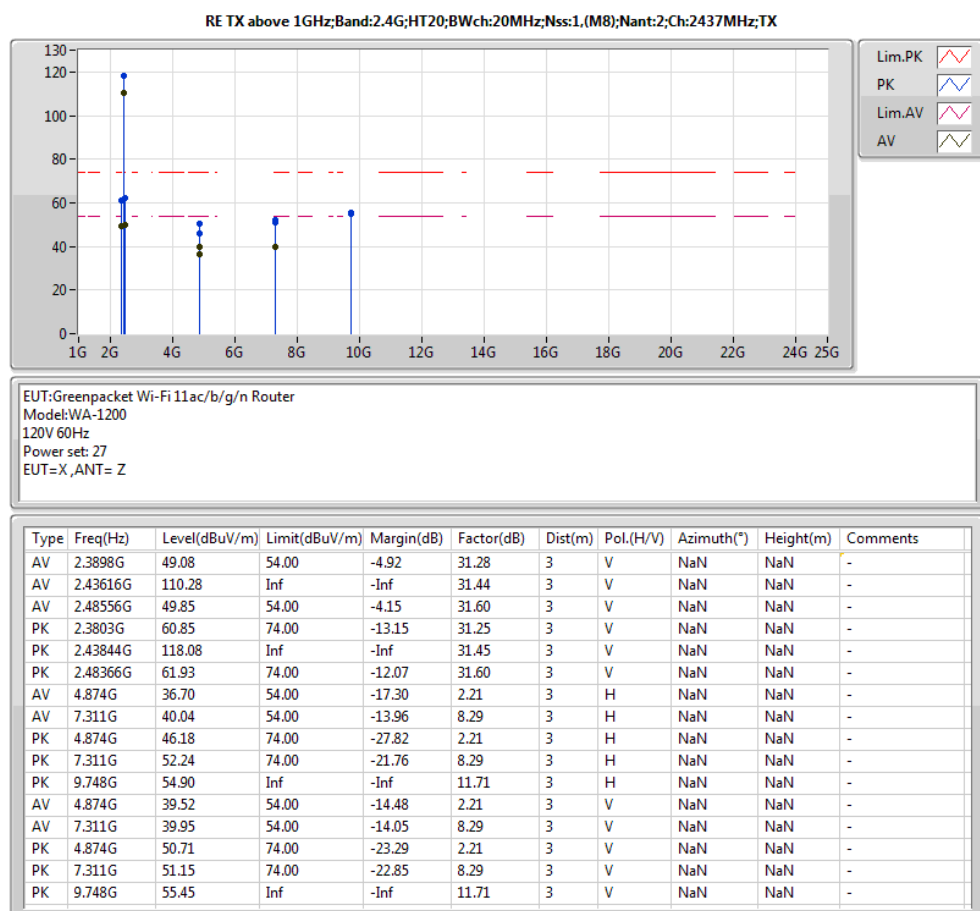 RE TX above 1GHz;Band:2.4G;HT20;BWch:20MHz;Nss:1,(M8);Nant:2;Ch:2437MHz;TX
130
120
100
80
60
40
20
0
1G 2G 4G 6G 8G 10G 12G 14G 16G 18G 20G 22G 24G 25G
Lim.PK
PK
Lim.AV
AV
EUT:Greenpacket Wi-Fi 11ac/b/g/n Router
Model:WA-1200
120V 60Hz
Power set: 27
EUT=X ,ANT= Z
Type Freq(Hz) Level(dBuV/m) Limit(dBuV/m) Margin(dB) Factor(dB) Dist(m) Pol.(H/V) Azimuth(°) Height(m) Comments
AV 2.3898G 49.08 54.00 -4.92 31.28 3 V NaN NaN -
AV 2.43616G 110.28 Inf -Inf 31.44 3 V NaN NaN -
AV 2.48556G 49.85 54.00 -4.15 31.60 3 V NaN NaN -
PK 2.3803G 60.85 74.00 -13.15 31.25 3 V NaN NaN -
PK 2.43844G 118.08 Inf -Inf 31.45 3 V NaN NaN -
PK 2.48366G 61.93 74.00 -12.07 31.60 3 V NaN NaN -
AV 4.874G 36.70 54.00 -17.30 2.21 3 H NaN NaN -
AV 7.311G 40.04 54.00 -13.96 8.29 3 H NaN NaN -
PK 4.874G 46.18 74.00 -27.82 2.21 3 H NaN NaN -
PK 7.311G 52.24 74.00 -21.76 8.29 3 H NaN NaN -
PK 9.748G 54.90 Inf -Inf 11.71 3 H NaN NaN -
AV 4.874G 39.52 54.00 -14.48 2.21 3 V NaN NaN -
AV 7.311G 39.95 54.00 -14.05 8.29 3 V NaN NaN -
PK 4.874G 50.71 74.00 -23.29 2.21 3 V NaN NaN -
PK 7.311G 51.15 74.00 -22.85 8.29 3 V NaN NaN -
PK 9.748G 55.45 Inf -Inf 11.71 3 V NaN NaN -